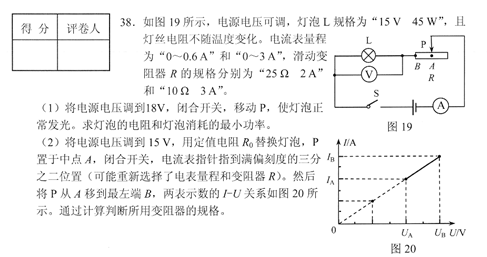 得 分 评卷人
38．如图 19 所示，电源电压可调，灯泡 L 规格为“15 V 45 W”，且
灯丝电阻不随温度变化。电流表量程
为“0～0.6 A”和“0～3 A”，滑动变
阻器 R 的规格分别为“25 Ω 2 A”
和“10 Ω 3 A”。
（1）将电源电压调到18V，闭合开关，移动 P，使灯泡正
常发光。求灯泡的电阻和灯泡消耗的最小功率。
（2）将电源电压调到 15 V，用定值电阻 R₀ 替换灯泡，P
置于中点 A，闭合开关，电流表指针指到满偏刻度的三分
之二位置（可能重新选择了电表量程和变阻器 R）。然后
将 P 从 A 移到最左端 B，两表示数的 I–U 关系如图 20 所
示。通过计算判断所用变阻器的规格。
L
P
V
B A
R
S
A
图 19
I/A
I_B
I_A
0 U_A U_B U/V
图 20